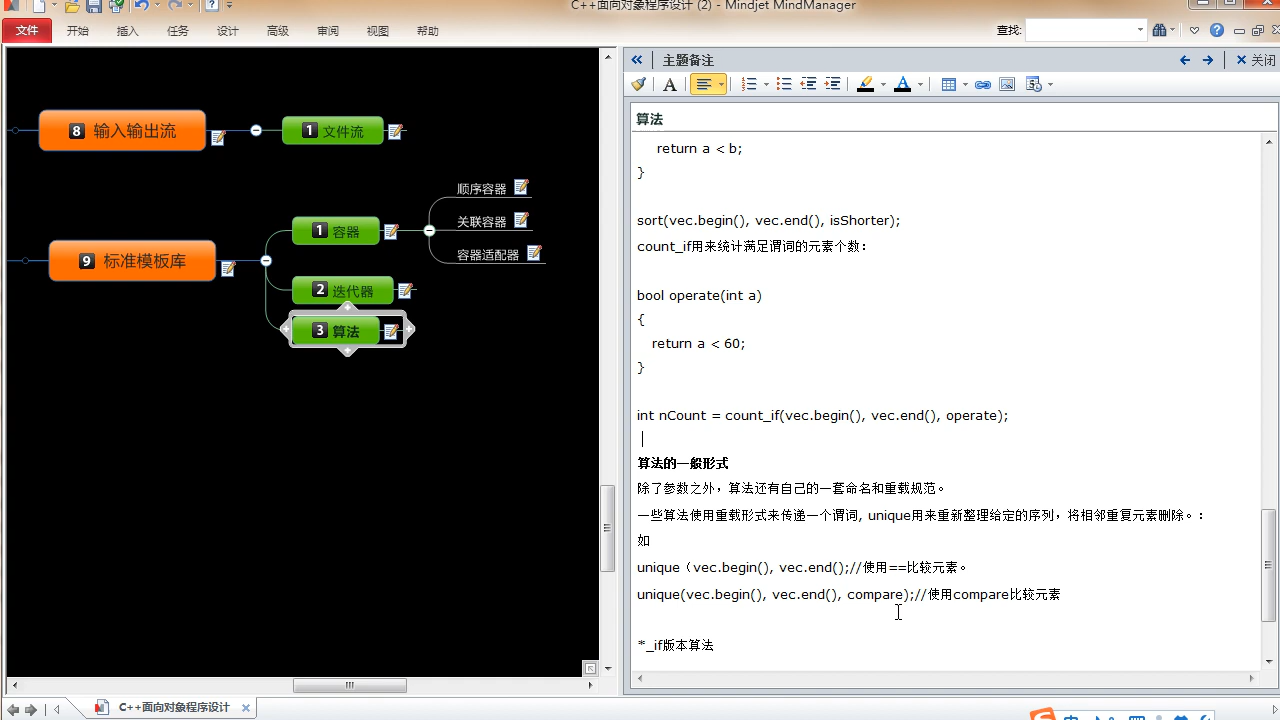 C++面向对象程序设计 (2) - Mindjet MindManager
文件 开始 插入 任务 设计 高级 审阅 视图 帮助 查找:
主题备注 关闭
算法
return a < b;
}
sort(vec.begin(), vec.end(), isShorter);
count_if用来统计满足谓词的元素个数：
bool operate(int a)
{
return a < 60;
}
int nCount = count_if(vec.begin(), vec.end(), operate);
算法的一般形式
除了参数之外，算法还有自己的一套命名和重载规范。
一些算法使用重载形式来传递一个谓词, unique用来重新整理给定的序列，将相邻重复元素删除。：
如
unique（vec.begin(), vec.end();//使用==比较元素。
unique(vec.begin(), vec.end(), compare);//使用compare比较元素
*_if版本算法
8 输入输出流
1 文件流
9 标准模板库
1 容器
顺序容器
关联容器
容器适配器
2 迭代器
3 算法
C++面向对象程序设计
中